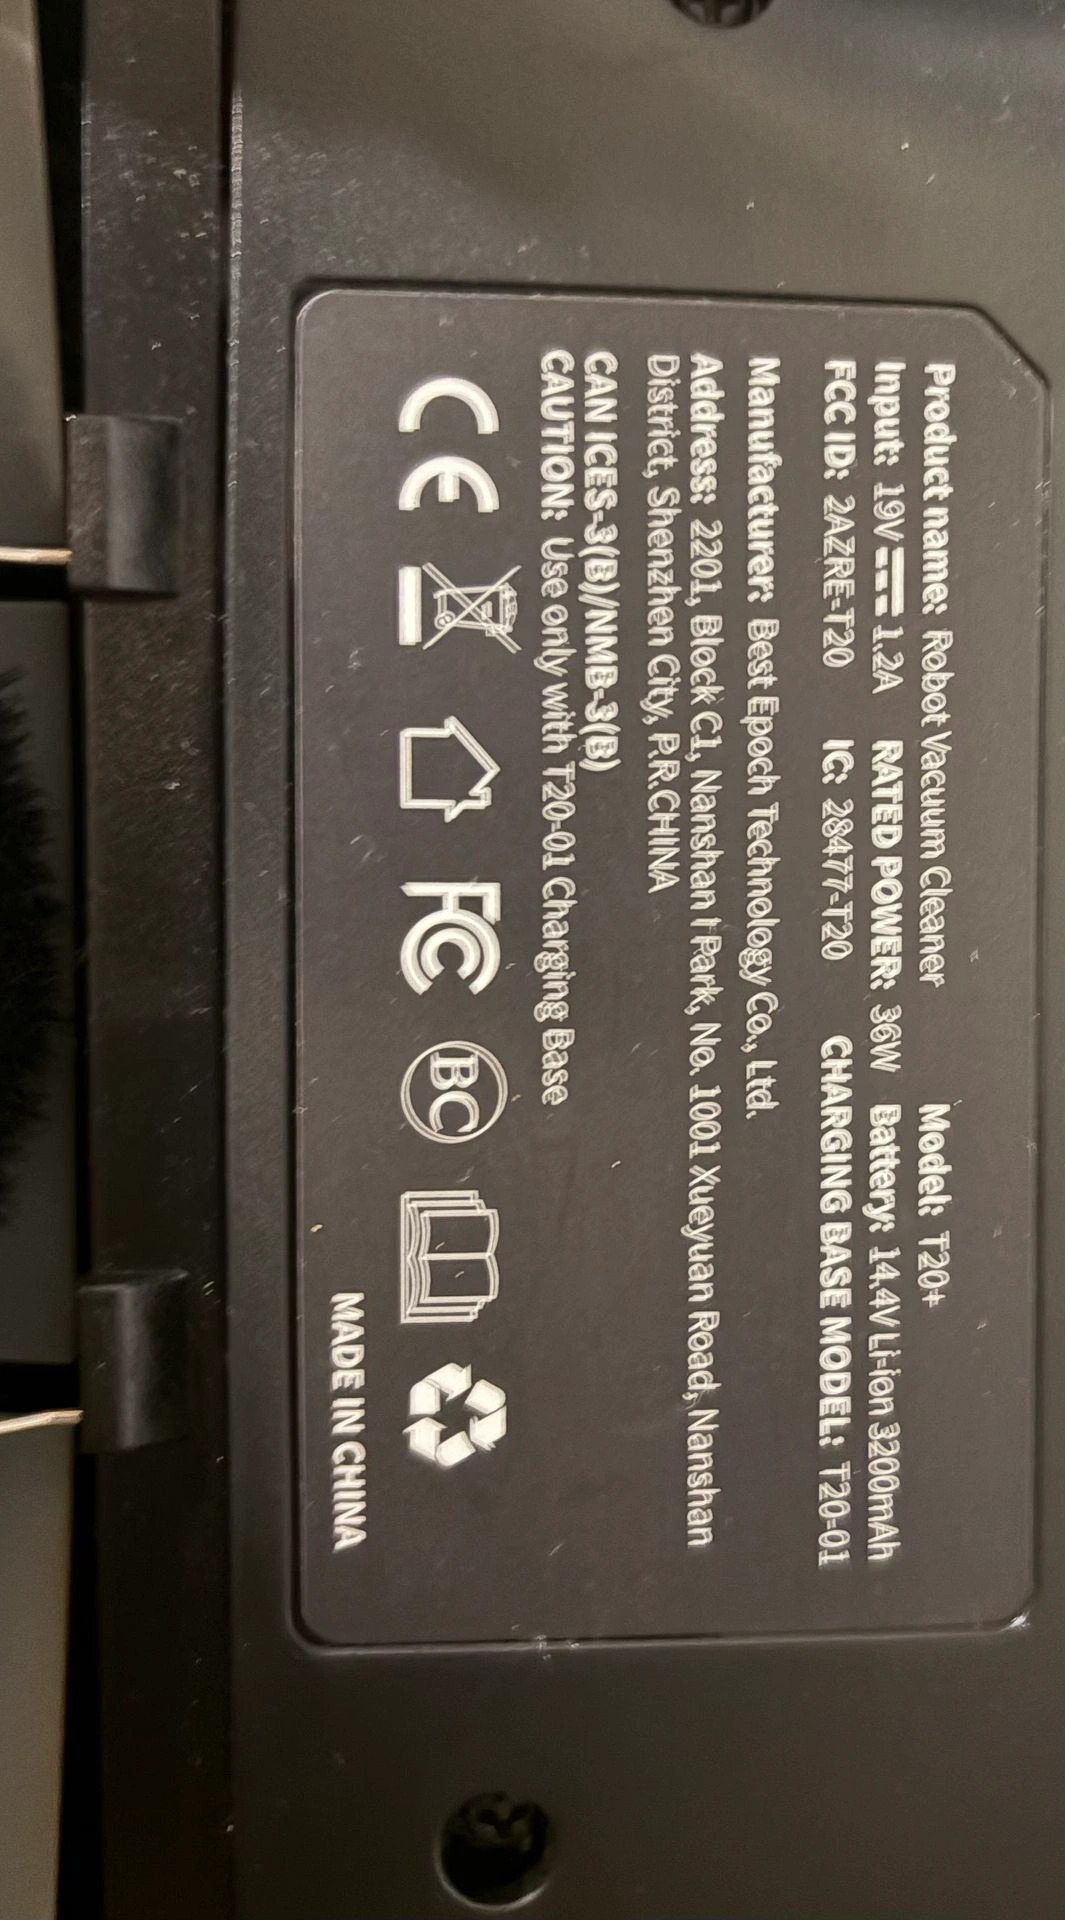 Product name: Robot Vacuum Cleaner Model: T20+
Input: 19V⎓1.2A RATED POWER: 36W Battery: 14.4V Li-ion 3200mAh
FCC ID: 2AZRE-T20 IC: 28477-T20 CHARGING BASE MODEL: T20-01
Manufacturer: Best Epoch Technology Co., Ltd.
Address: 2201, Block C1, Nanshan I Park, No. 1001 Xueyuan Road, Nanshan
District, Shenzhen City, P.R.CHINA
CAN ICES-3(B)/NMB-3(B)
CAUTION: Use only with T20-01 Charging Base
CE FC BC
MADE IN CHINA